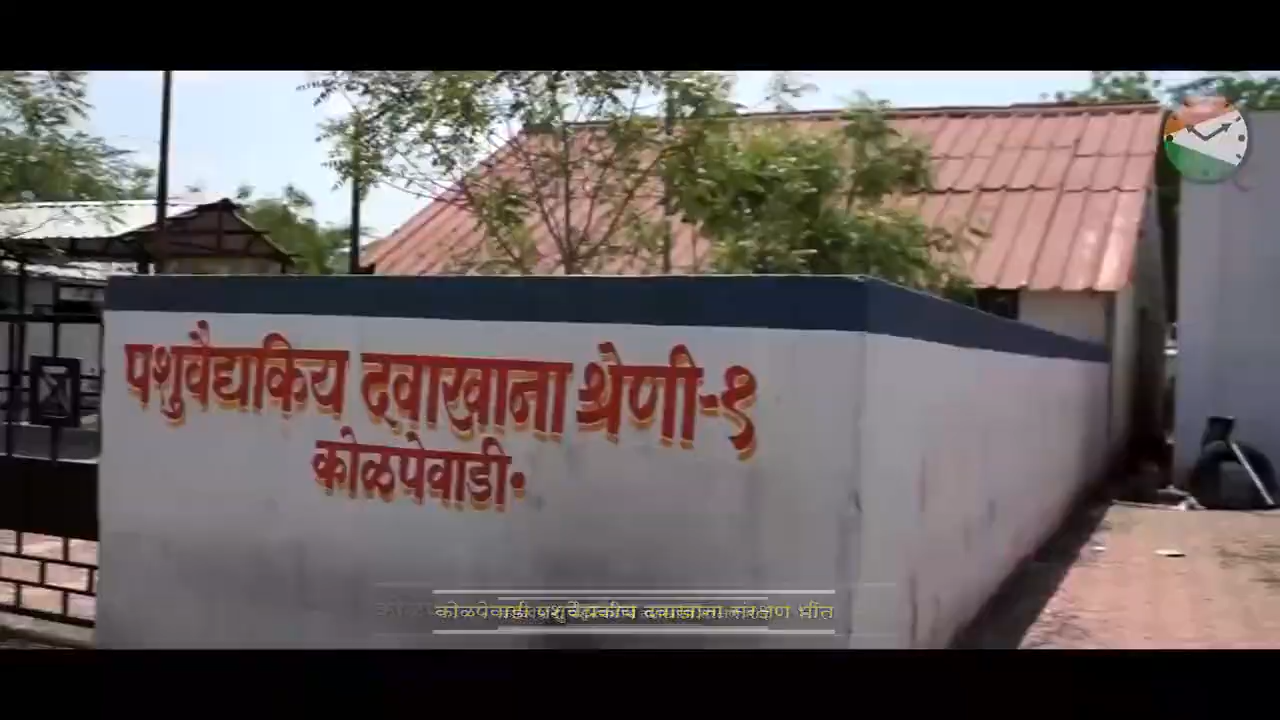 पशुवैद्यकिय दवाखाना श्रेणी-१
कोळपेवाडी
कोळपेवाडी पशुवैद्यकीय दवाखाना संरक्षण भींत